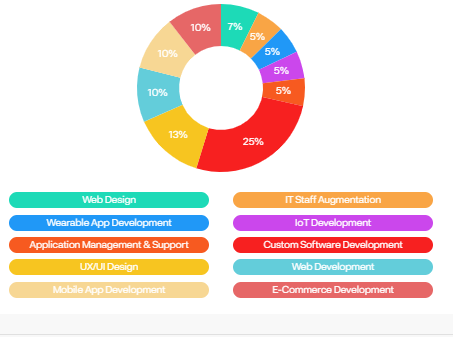 7%
5%
5%
5%
5%
25%
13%
10%
10%
10%
Web Design
IT Staff Augmentation
Wearable App Development
IoT Development
Application Management & Support
Custom Software Development
UX/UI Design
Web Development
Mobile App Development
E-Commerce Development